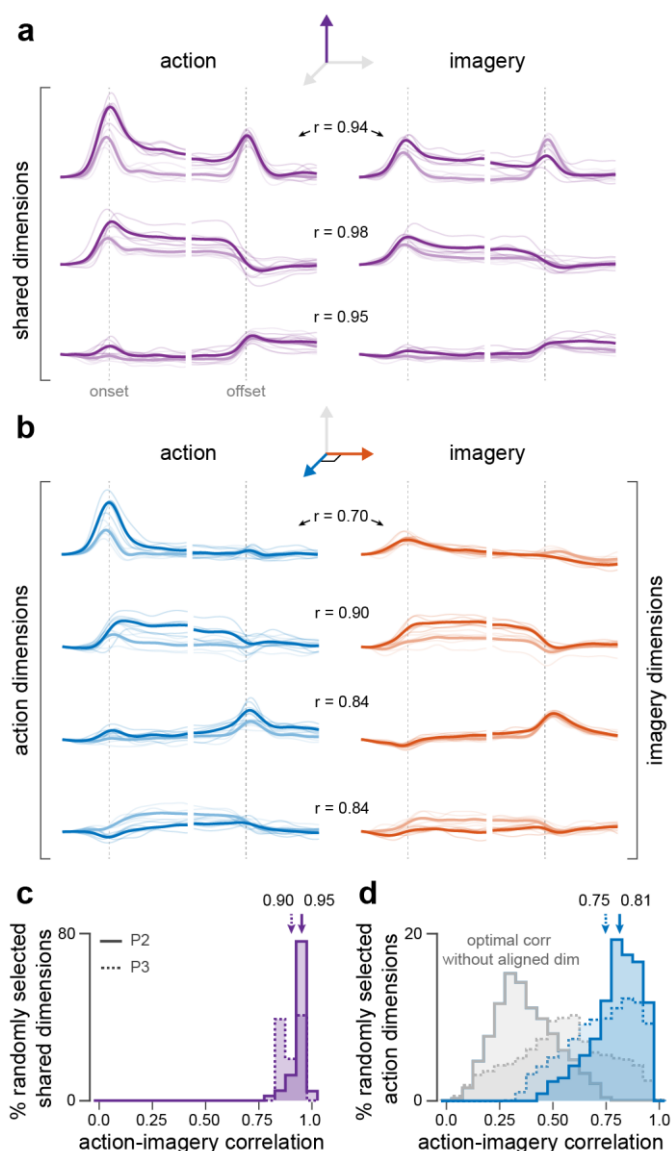 a
action
imagery
shared dimensions
r = 0.94
r = 0.98
r = 0.95
onset
offset
b
action
imagery
action dimensions
imagery dimensions
r = 0.70
r = 0.90
r = 0.84
r = 0.84
c
0.90 0.95
% randomly selected
shared dimensions
80
0
P2
P3
0.0 0.25 0.50 0.75 1.0
action-imagery correlation
d
0.75 0.81
% randomly selected
action dimensions
20
10
0
optimal corr
without aligned dim
0.0 0.25 0.50 0.75 1.0
action-imagery correlation